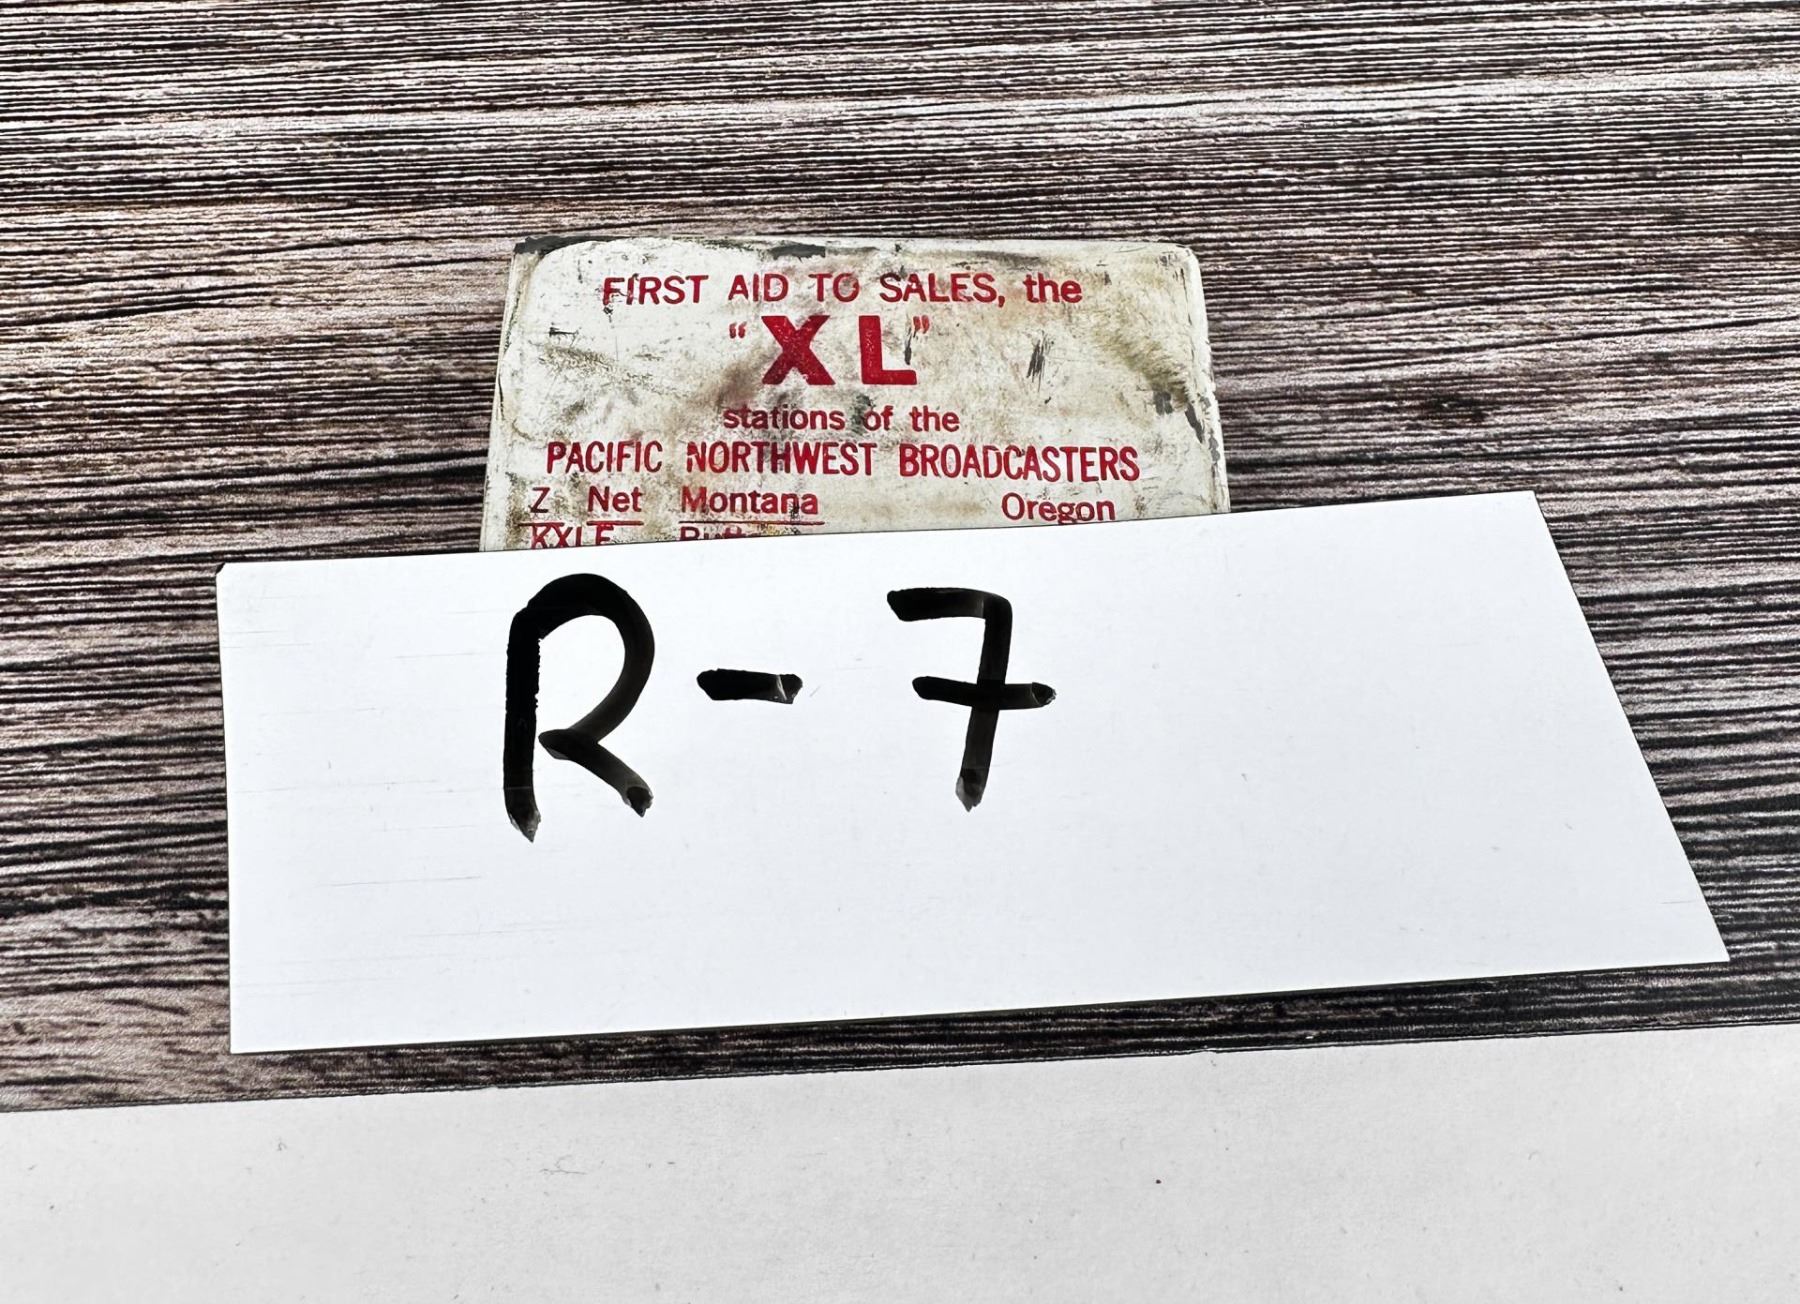 FIRST AID TO SALES, the
"XL"
stations of the
PACIFIC NORTHWEST BROADCASTERS
Z Net Montana Oregon
R-7